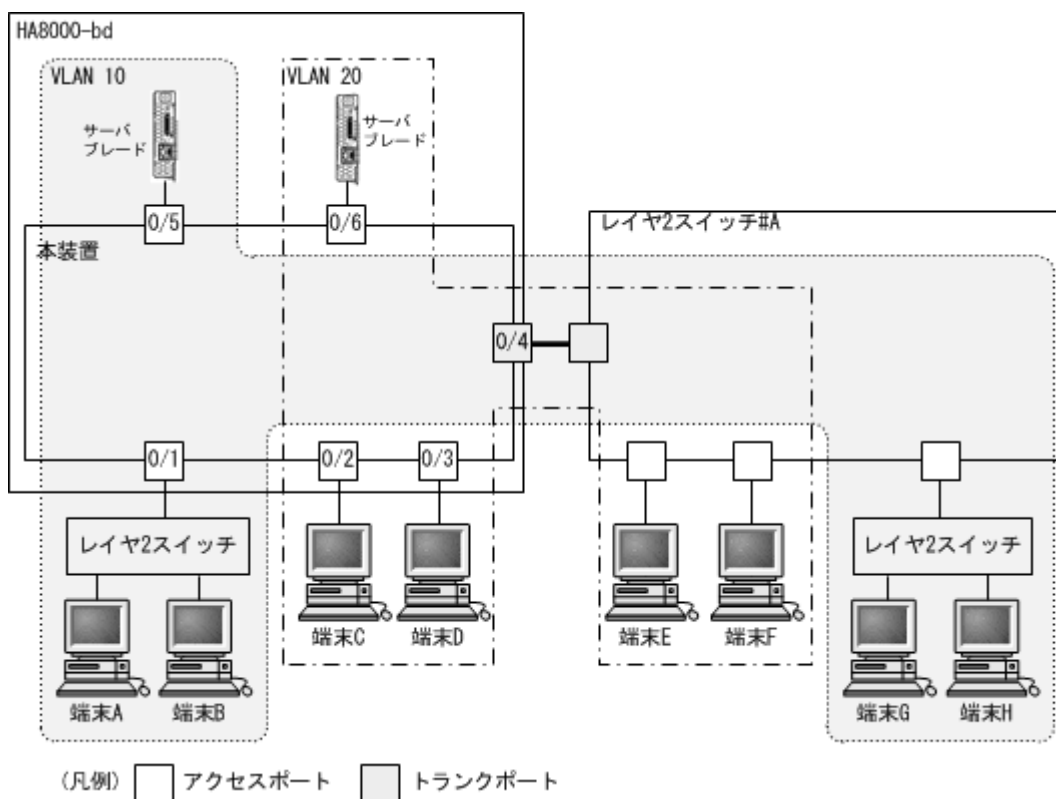 HA8000-bd
VLAN 10
VLAN 20
サーバ
ブレード
サーバ
ブレード
0/5
0/6
レイヤ2スイッチ#A
本装置
0/4
0/1
0/2
0/3
レイヤ2スイッチ
レイヤ2スイッチ
端末C
端末D
端末E
端末F
端末A
端末B
端末G
端末H
(凡例) アクセスポート トランクポート